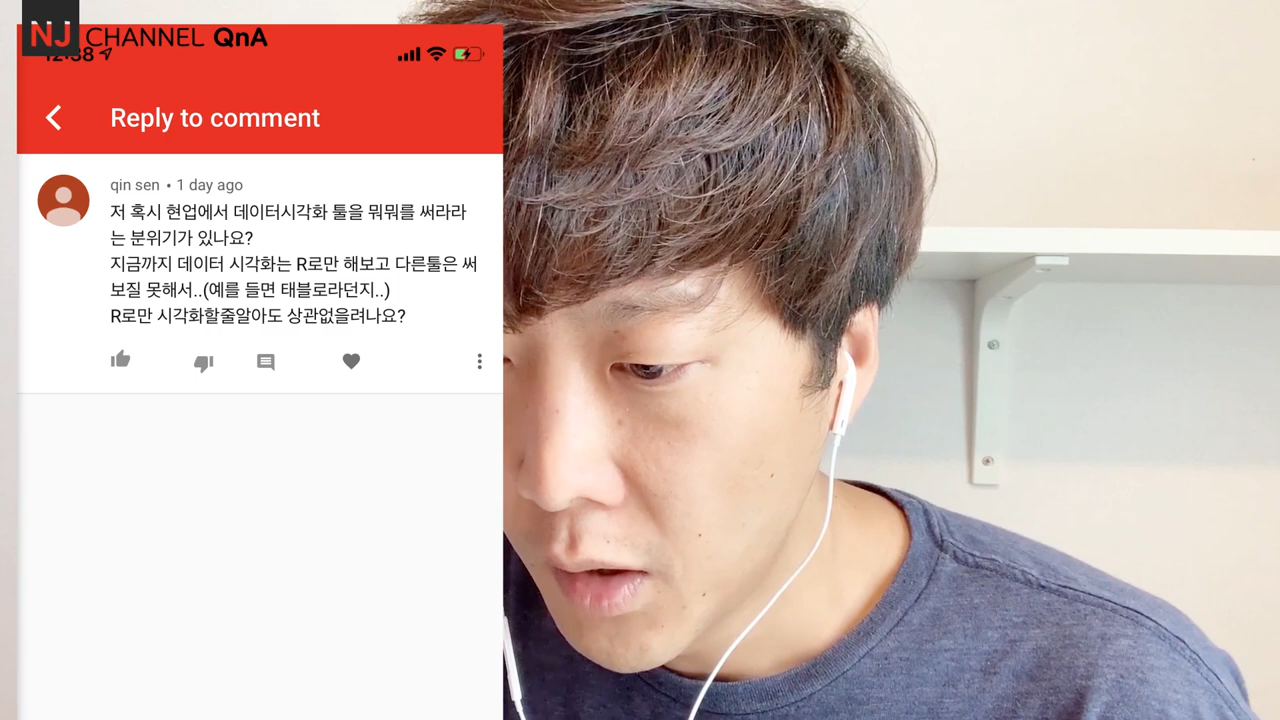 NJ CHANNEL QnA
12:38
Reply to comment
qin sen • 1 day ago
저 혹시 현업에서 데이터시각화 툴을 뭐뭐를 써라라
는 분위기가 있나요?
지금까지 데이터 시각화는 R로만 해보고 다른툴은 써
보질 못해서..(예를 들면 태블로라던지..)
R로만 시각화할줄알아도 상관없을려나요?